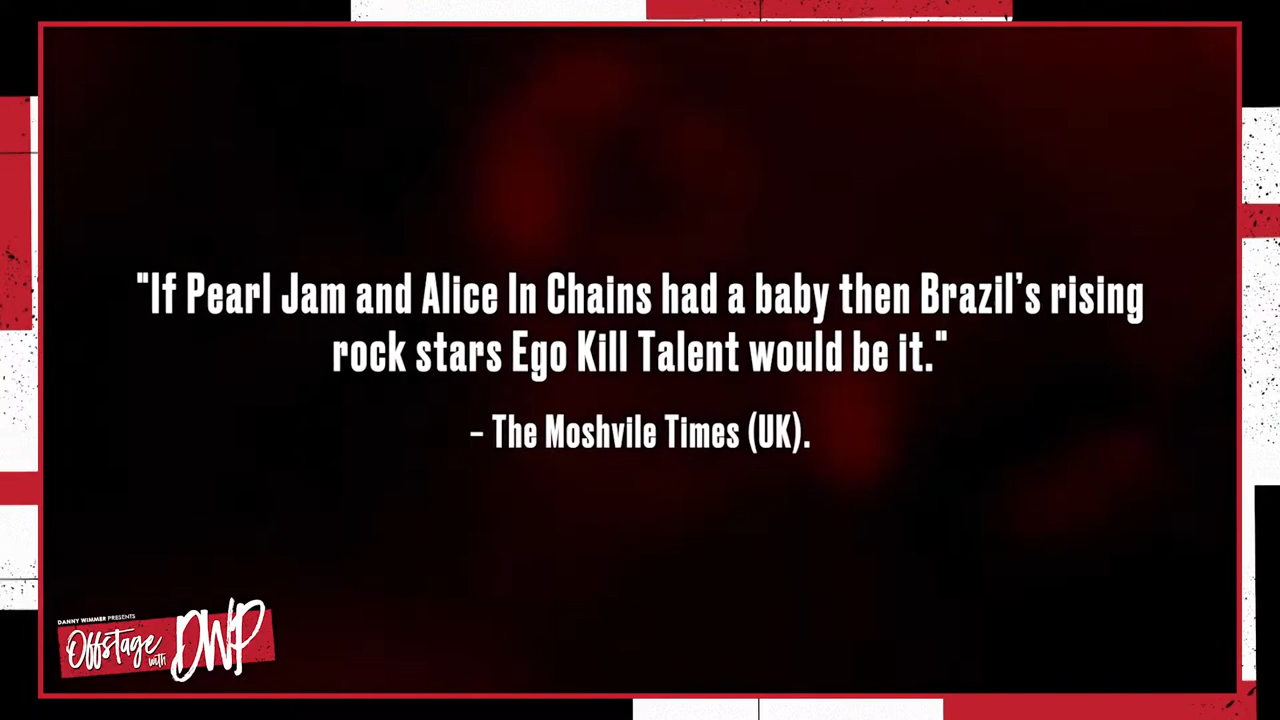 "If Pearl Jam and Alice In Chains had a baby then Brazil’s rising
rock stars Ego Kill Talent would be it."
– The Moshvile Times (UK).
DANNY WIMMER PRESENTS
Offstage with DWP